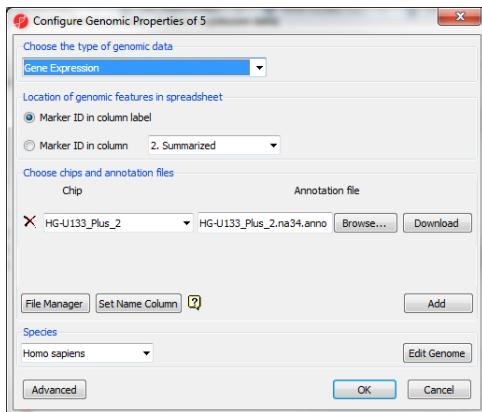 Configure Genomic Properties of 5
Choose the type of genomic data
Gene Expression
Location of genomic features in spreadsheet
Marker ID in column label
Marker ID in column 2. Summarized
Choose chips and annotation files
Chip Annotation file
HG-U133_Plus_2 HG-U133_Plus_2.na34.anno Browse... Download
File Manager Set Name Column ? Add
Species
Homo sapiens Edit Genome
Advanced OK Cancel